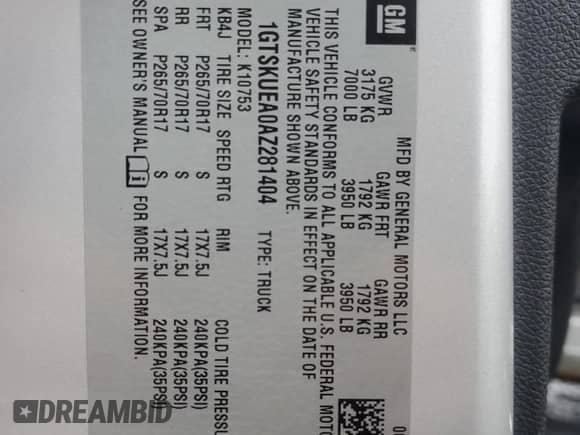 GM
MFD BY GENERAL MOTORS LLC 0
GVWR GAWR FRT GAWR RR
3175 KG 1792 KG 1792 KG
7000 LB 3950 LB 3950 LB
THIS VEHICLE CONFORMS TO ALL APPLICABLE U.S. FEDERAL MOTO
VEHICLE SAFETY STANDARDS IN EFFECT ON THE DATE OF
MANUFACTURE SHOWN ABOVE.
1GTSKUEA0AZ281404 TYPE: TRUCK
MODEL: K10753
KB4J TIRE SIZE SPEED RTG RIM COLD TIRE PRESSU
FRT P265/70R17 S 17X7.5J 240KPA(35PSI)
RR P265/70R17 S 17X7.5J 240KPA(35PSI)
SPA P265/70R17 S 17X7.5J 240KPA(35PSI)
SEE OWNER'S MANUAL i FOR MORE INFORMATION.
DREAMBID